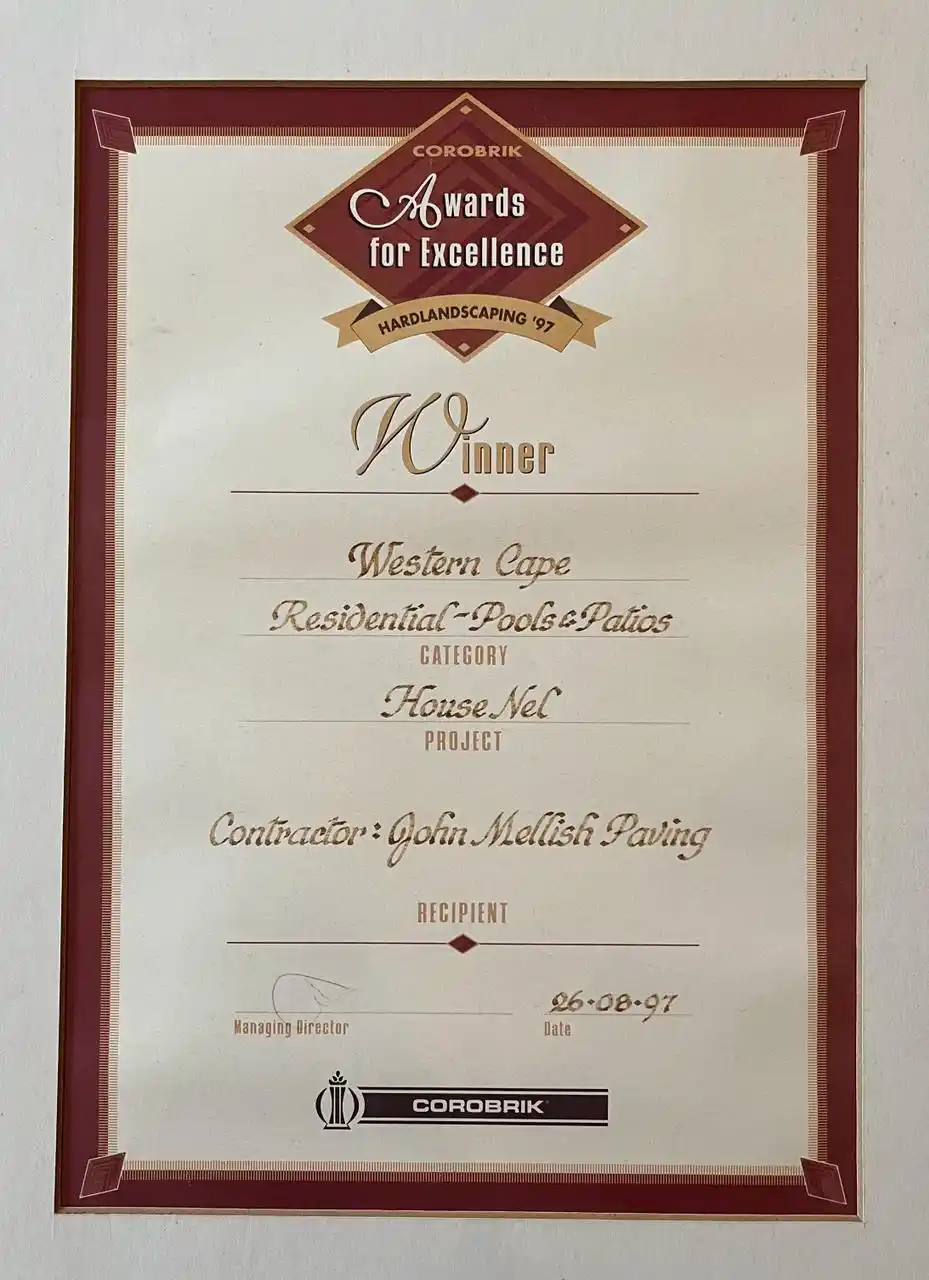 COROBRIK
Awards
for Excellence
HARDLANDSCAPING '97
Winner
Western Cape
Residential-Pools & Patios
CATEGORY
House Nel
PROJECT
Contractor: John Mellish Paving
RECIPIENT
26·08·97
Managing Director
Date
COROBRIK